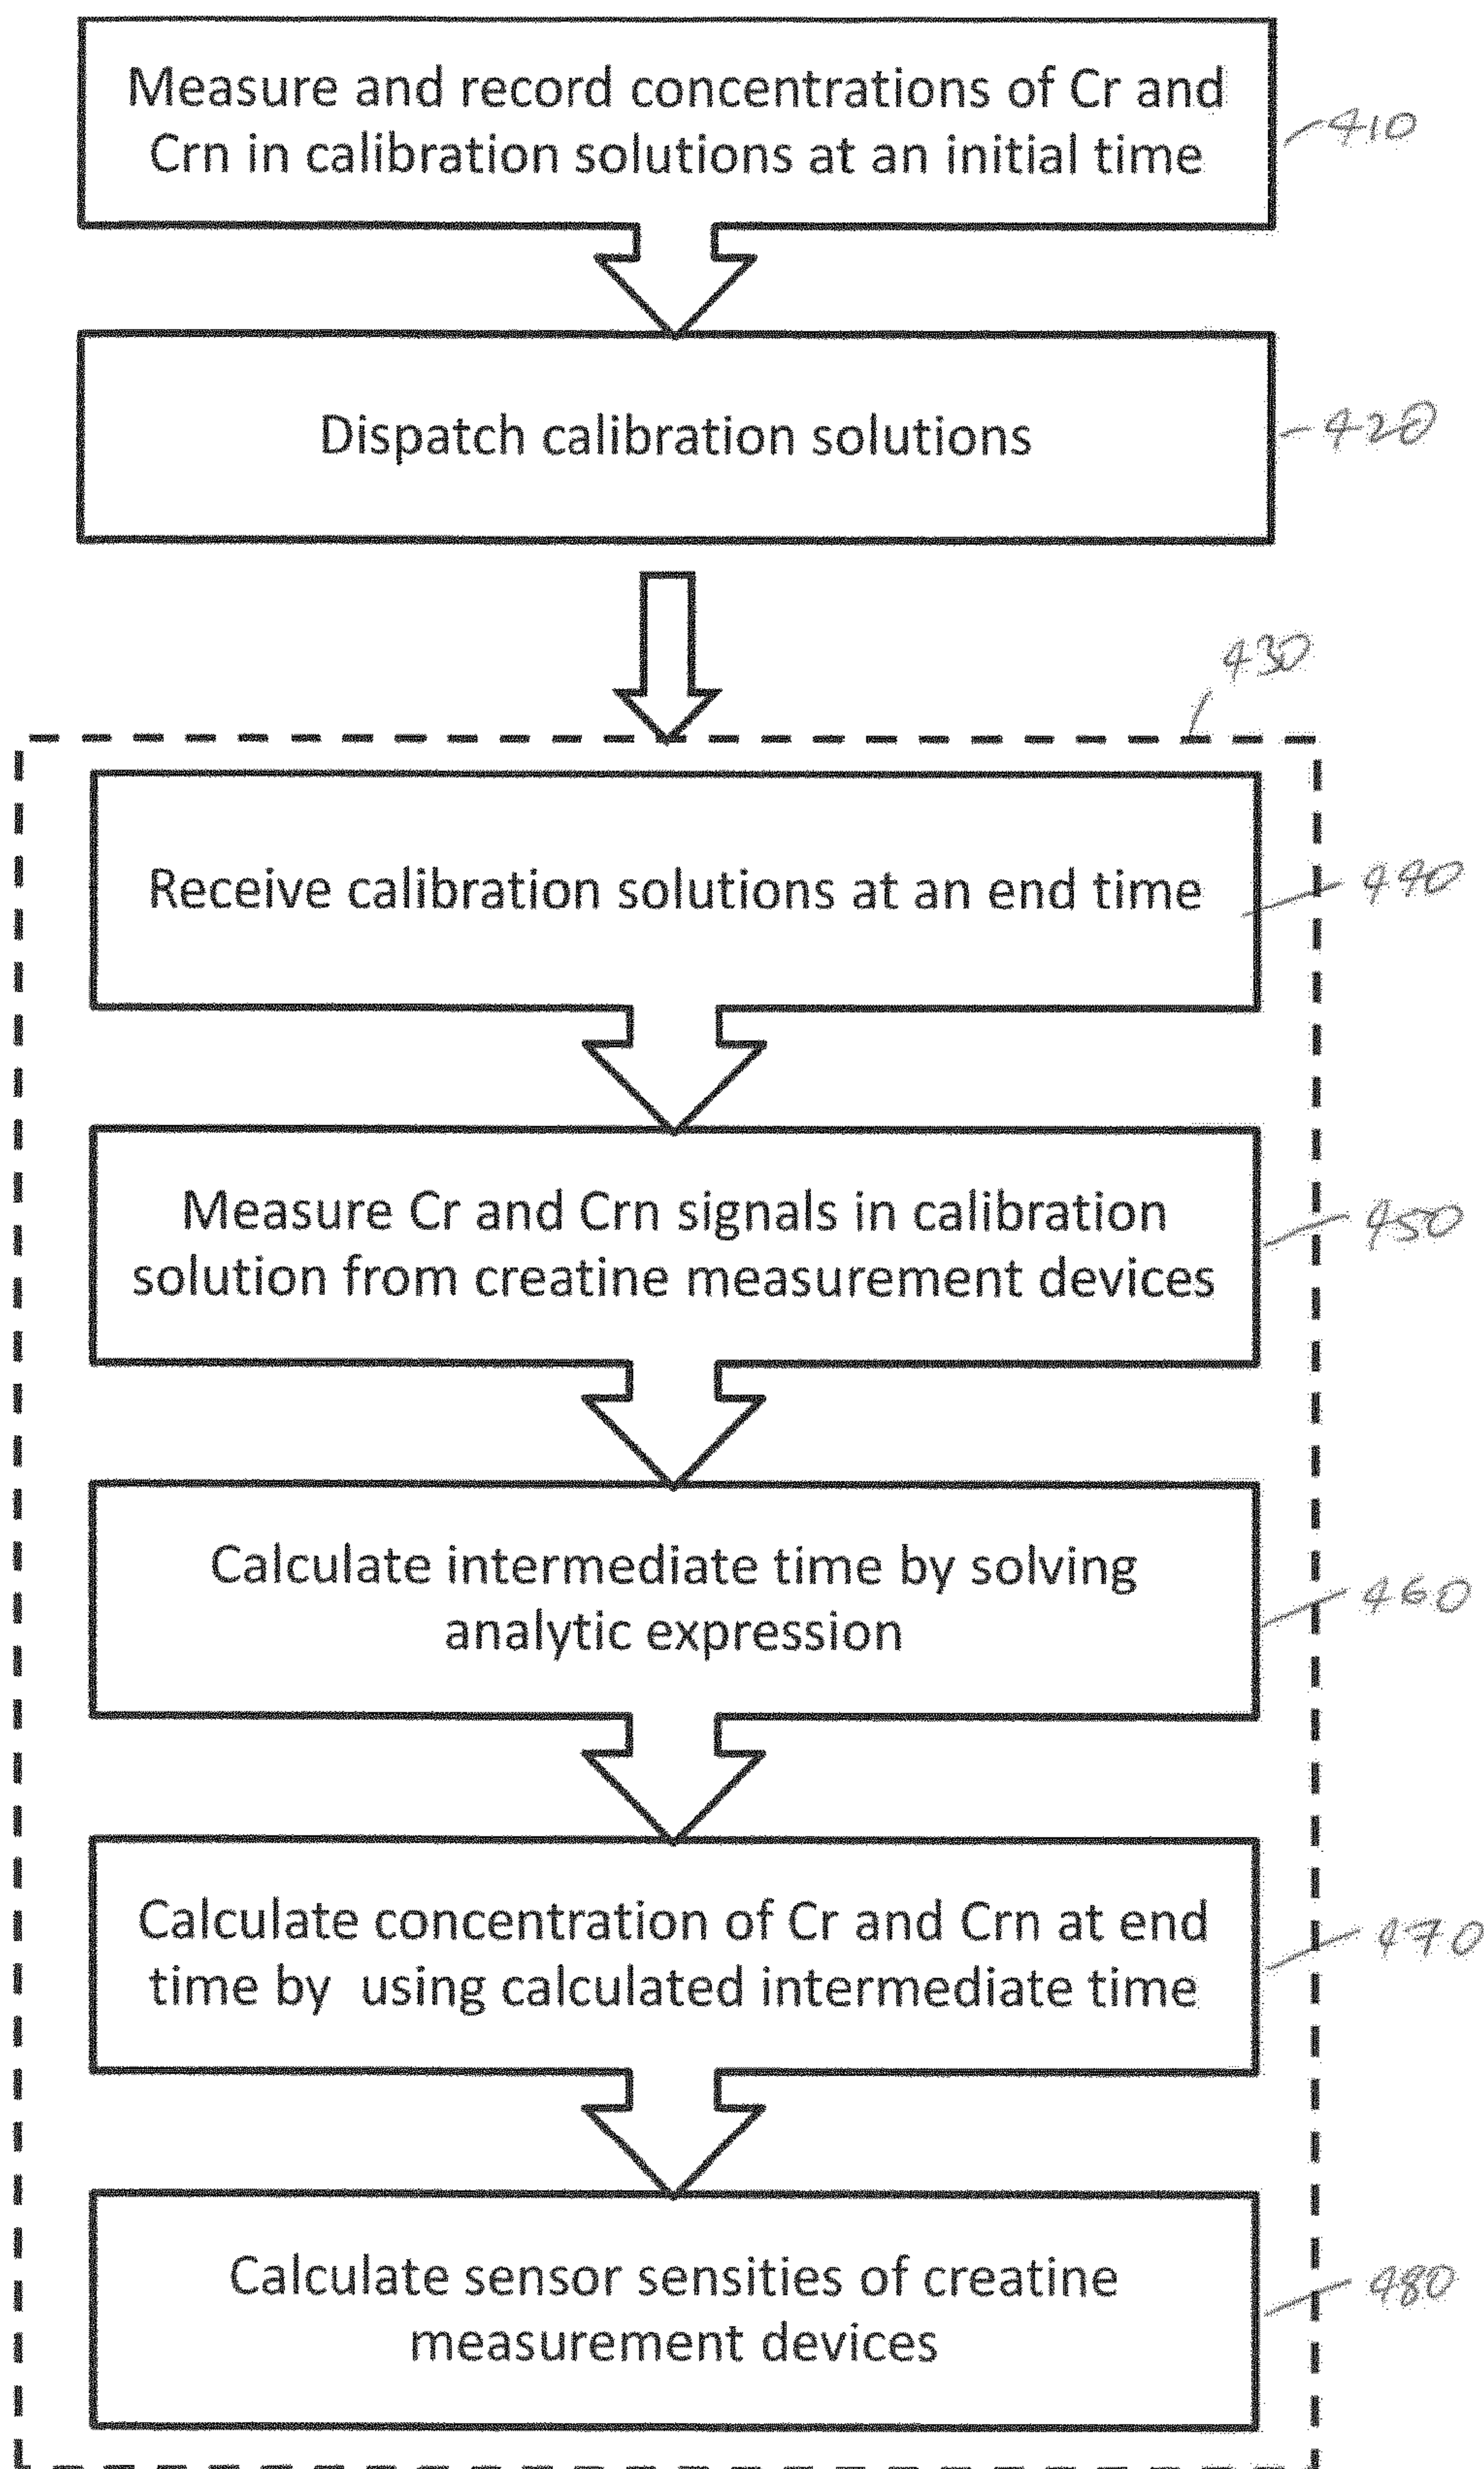 Measure and record concentrations of Cr and
Crn in calibration solutions at an initial time
410
Dispatch calibration solutions
420
430
Receive calibration solutions at an end time
440
Measure Cr and Crn signals in calibration
solution from creatine measurement devices
450
Calculate intermediate time by solving
analytic expression
460
Calculate concentration of Cr and Crn at end
time by using calculated intermediate time
470
Calculate sensor sensities of creatine
measurement devices
480